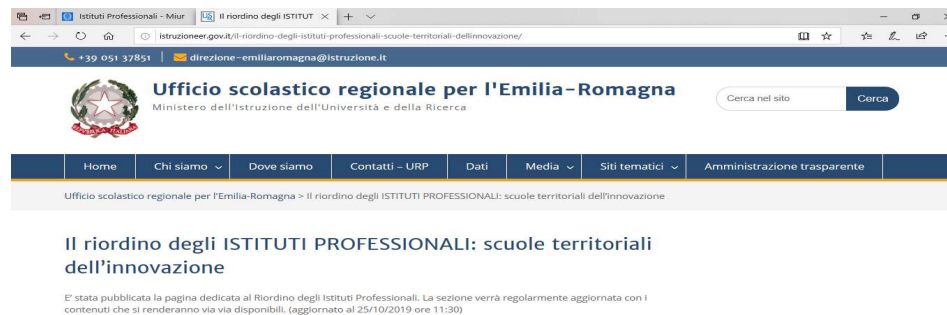 Istituti Professionali - Miur
Il riordino degli ISTITUT
istruzioneer.gov.it/il-riordino-degli-istituti-professionali-scuole-territoriali-dellinnovazione/
+39 051 37851 | direzione-emiliaromagna@istruzione.it
Ufficio scolastico regionale per l'Emilia-Romagna
Ministero dell'Istruzione dell'Università e della Ricerca
Cerca nel sito
Cerca
Home Chi siamo Dove siamo Contatti – URP Dati Media Siti tematici Amministrazione trasparente
Ufficio scolastico regionale per l'Emilia-Romagna > Il riordino degli ISTITUTI PROFESSIONALI: scuole territoriali dell'innovazione
Il riordino degli ISTITUTI PROFESSIONALI: scuole territoriali
dell'innovazione
E' stata pubblicata la pagina dedicata al Riordino degli Istituti Professionali. La sezione verrà regolarmente aggiornata con i
contenuti che si renderanno via via disponibili. (aggiornato al 25/10/2019 ore 11:30)